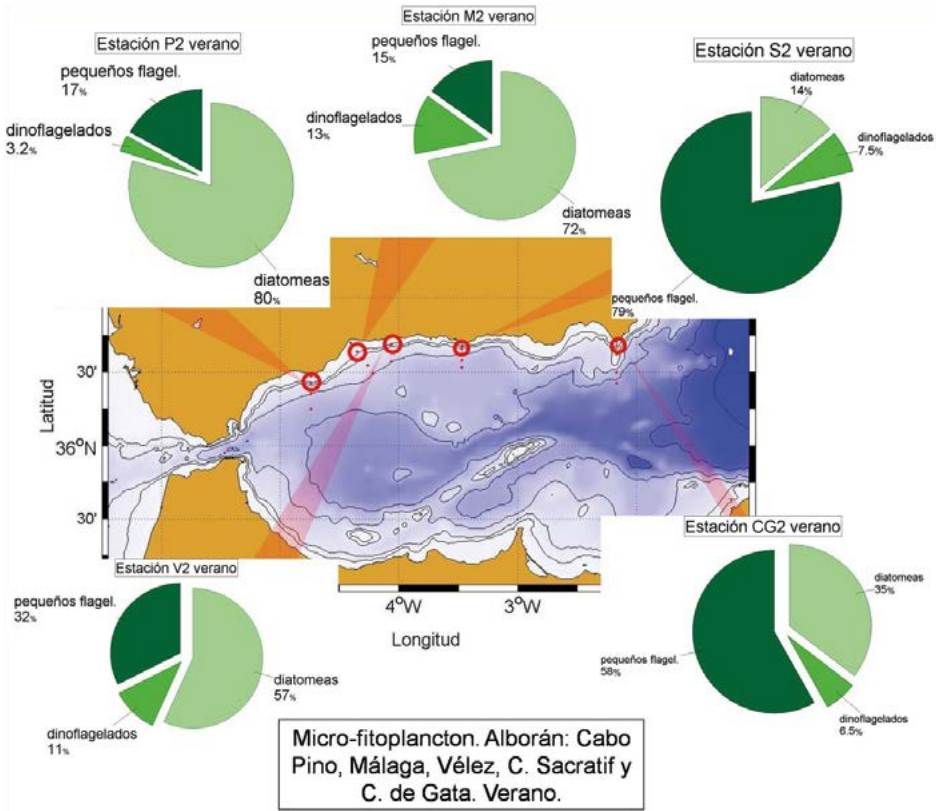 Estación P2 verano
pequeños flagel.
17%
dinoflagelados
3.2%
diatomeas
80%
Estación M2 verano
pequeños flagel.
15%
dinoflagelados
13%
diatomeas
72%
Estación S2 verano
diatomeas
14%
dinoflagelados
7.5%
pequeños flagel.
79%
Latitud
30'
36°N
30'
4°W
3°W
Longitud
Estación V2 verano
pequeños flagel.
32%
diatomeas
57%
dinoflagelados
11%
Estación CG2 verano
diatomeas
35%
pequeños flagel.
58%
dinoflagelados
6.5%
Micro-fitoplancton. Alborán: Cabo
Pino, Málaga, Vélez, C. Sacratif y
C. de Gata. Verano.